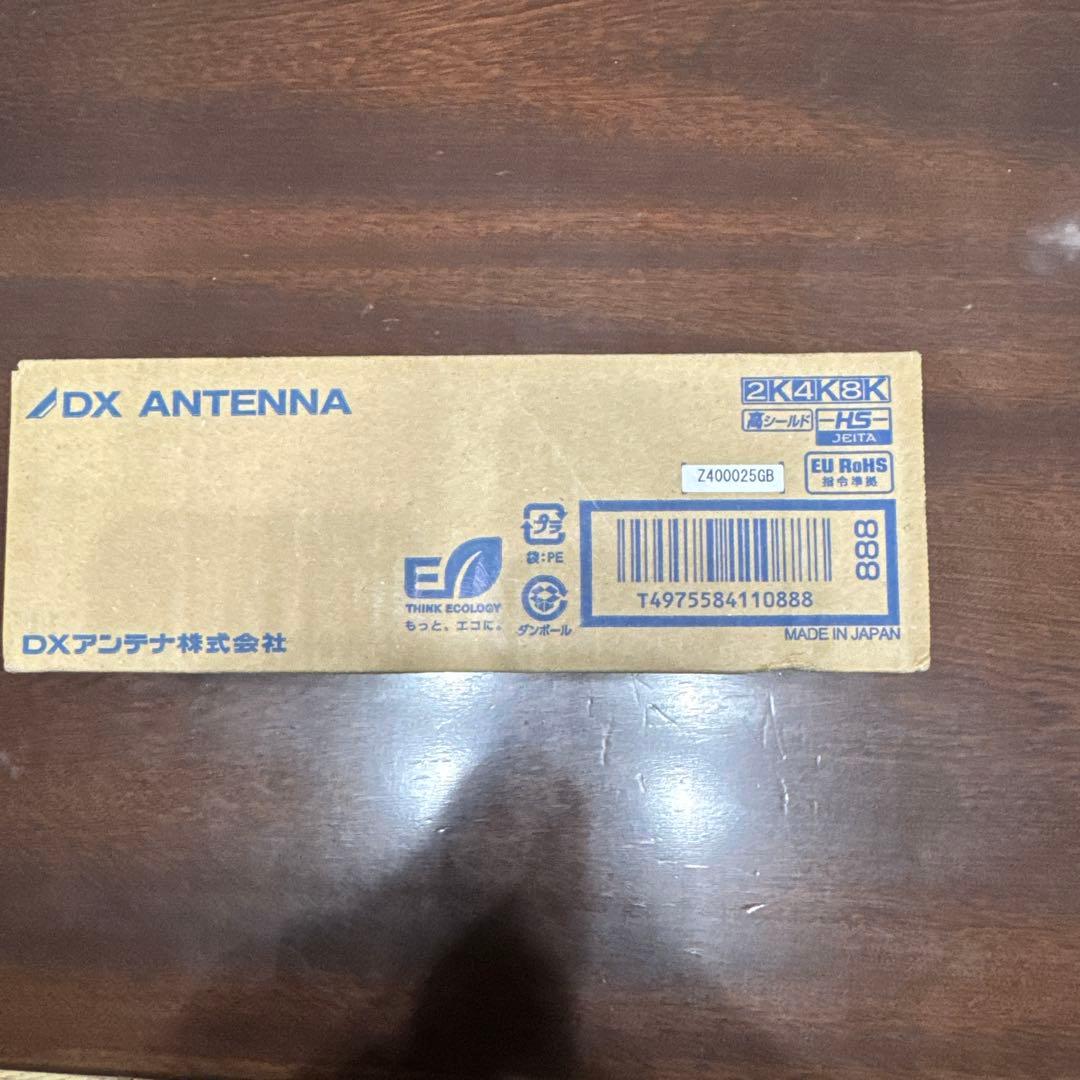 DX ANTENNA
2K4K8K
高シールド
HS
JEITA
Z400025GB
EU RoHS
指令準拠
プラ
袋:PE
E
THINK ECOLOGY
もっと、エコに。
ダンボール
T4975584110888
888
MADE IN JAPAN
DXアンテナ株式会社